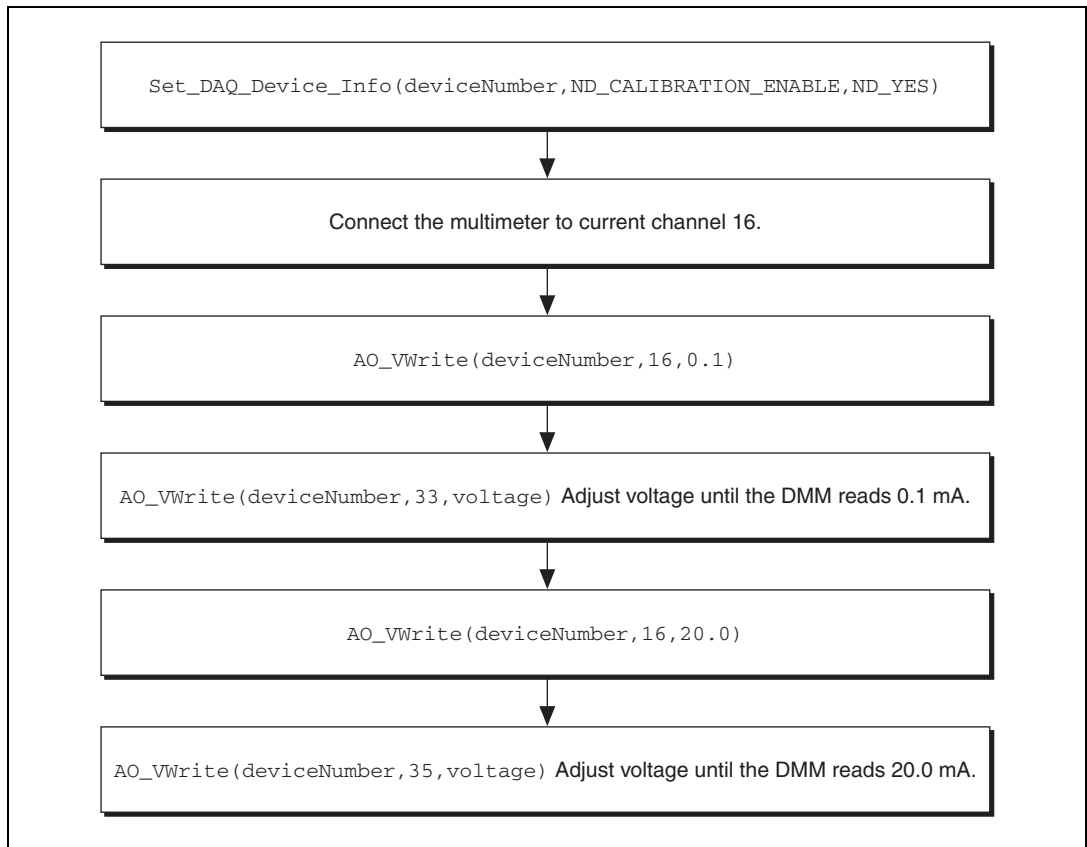 Set_DAQ_Device_Info(deviceNumber,ND_CALIBRATION_ENABLE,ND_YES)
Connect the multimeter to current channel 16.
AO_VWrite(deviceNumber,16,0.1)
AO_VWrite(deviceNumber,33,voltage) Adjust voltage until the DMM reads 0.1 mA.
AO_VWrite(deviceNumber,16,20.0)
AO_VWrite(deviceNumber,35,voltage) Adjust voltage until the DMM reads 20.0 mA.